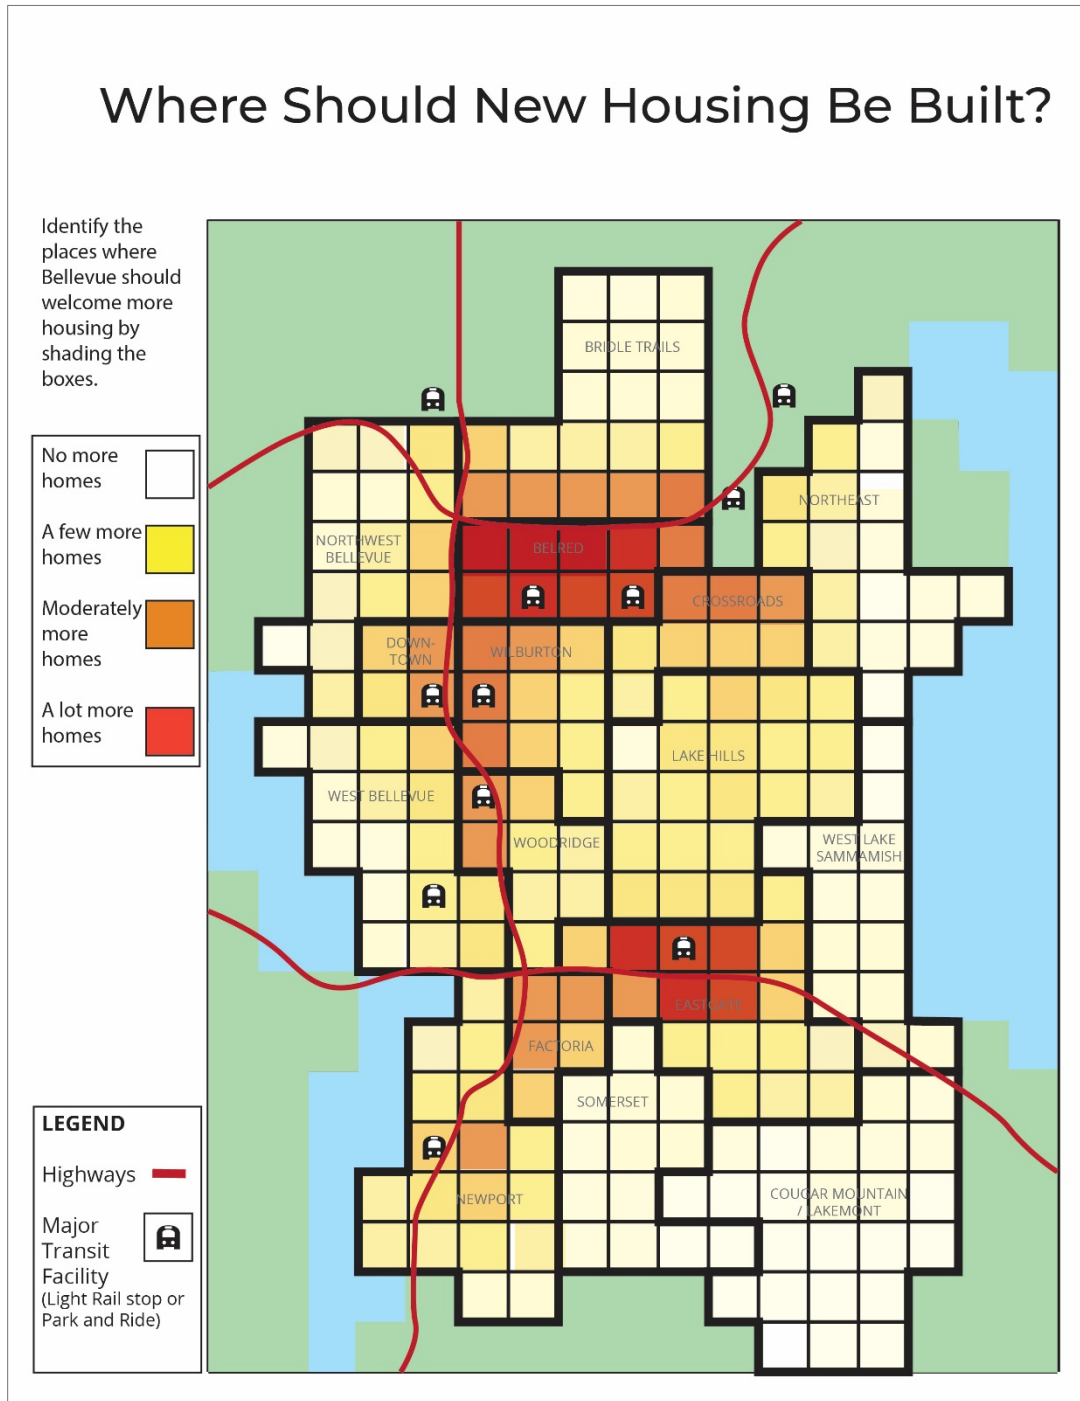 Where Should New Housing Be Built?
Identify the
places where
Bellevue should
welcome more
housing by
shading the
boxes.
No more
homes
A few more
homes
Moderately
more
homes
A lot more
homes
BRIDLE TRAILS
NORTHEAST
NORTHWEST
BELLEVUE
BELRED
CROSSROADS
DOWN-
TOWN
WILBURTON
LAKE HILLS
WEST BELLEVUE
WOODRIDGE
WEST LAKE
SAMMAMISH
EASTGATE
FACTORIA
SOMERSET
NEWPORT
COUGAR MOUNTAIN
/ LAKEMONT
LEGEND
Highways
Major
Transit
Facility
(Light Rail stop or
Park and Ride)